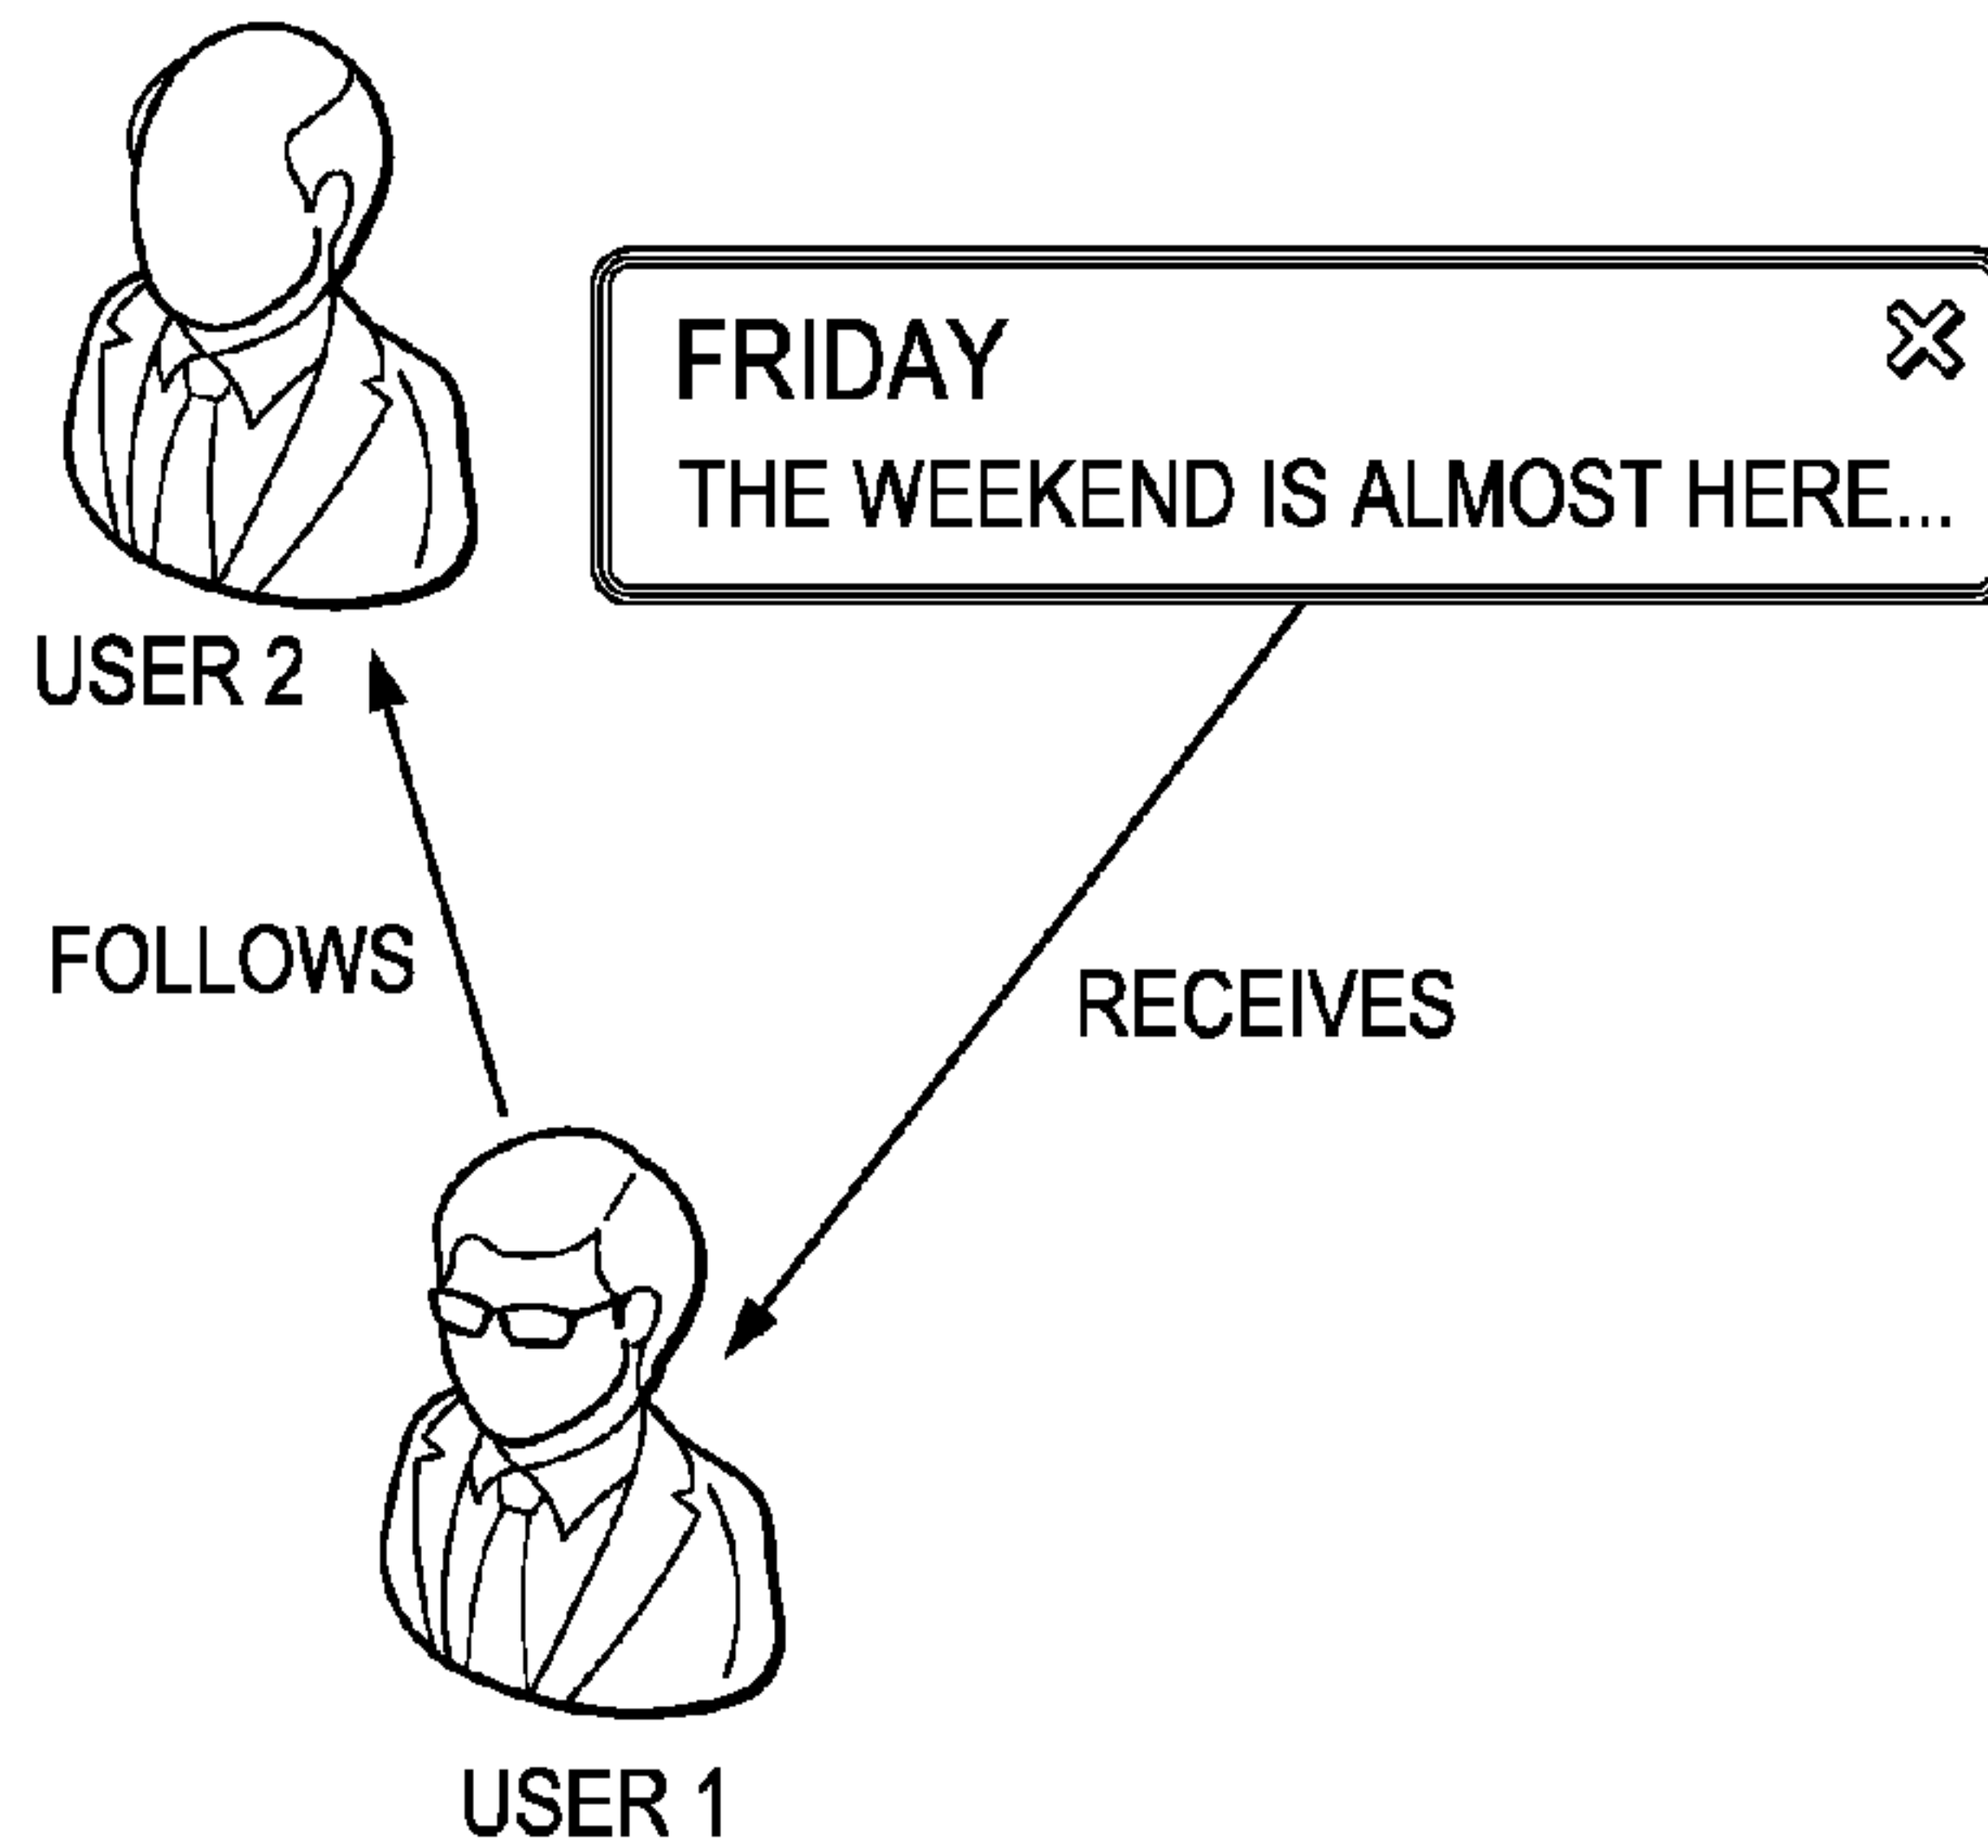 FRIDAY
THE WEEKEND IS ALMOST HERE...
USER 2
FOLLOWS
RECEIVES
USER 1